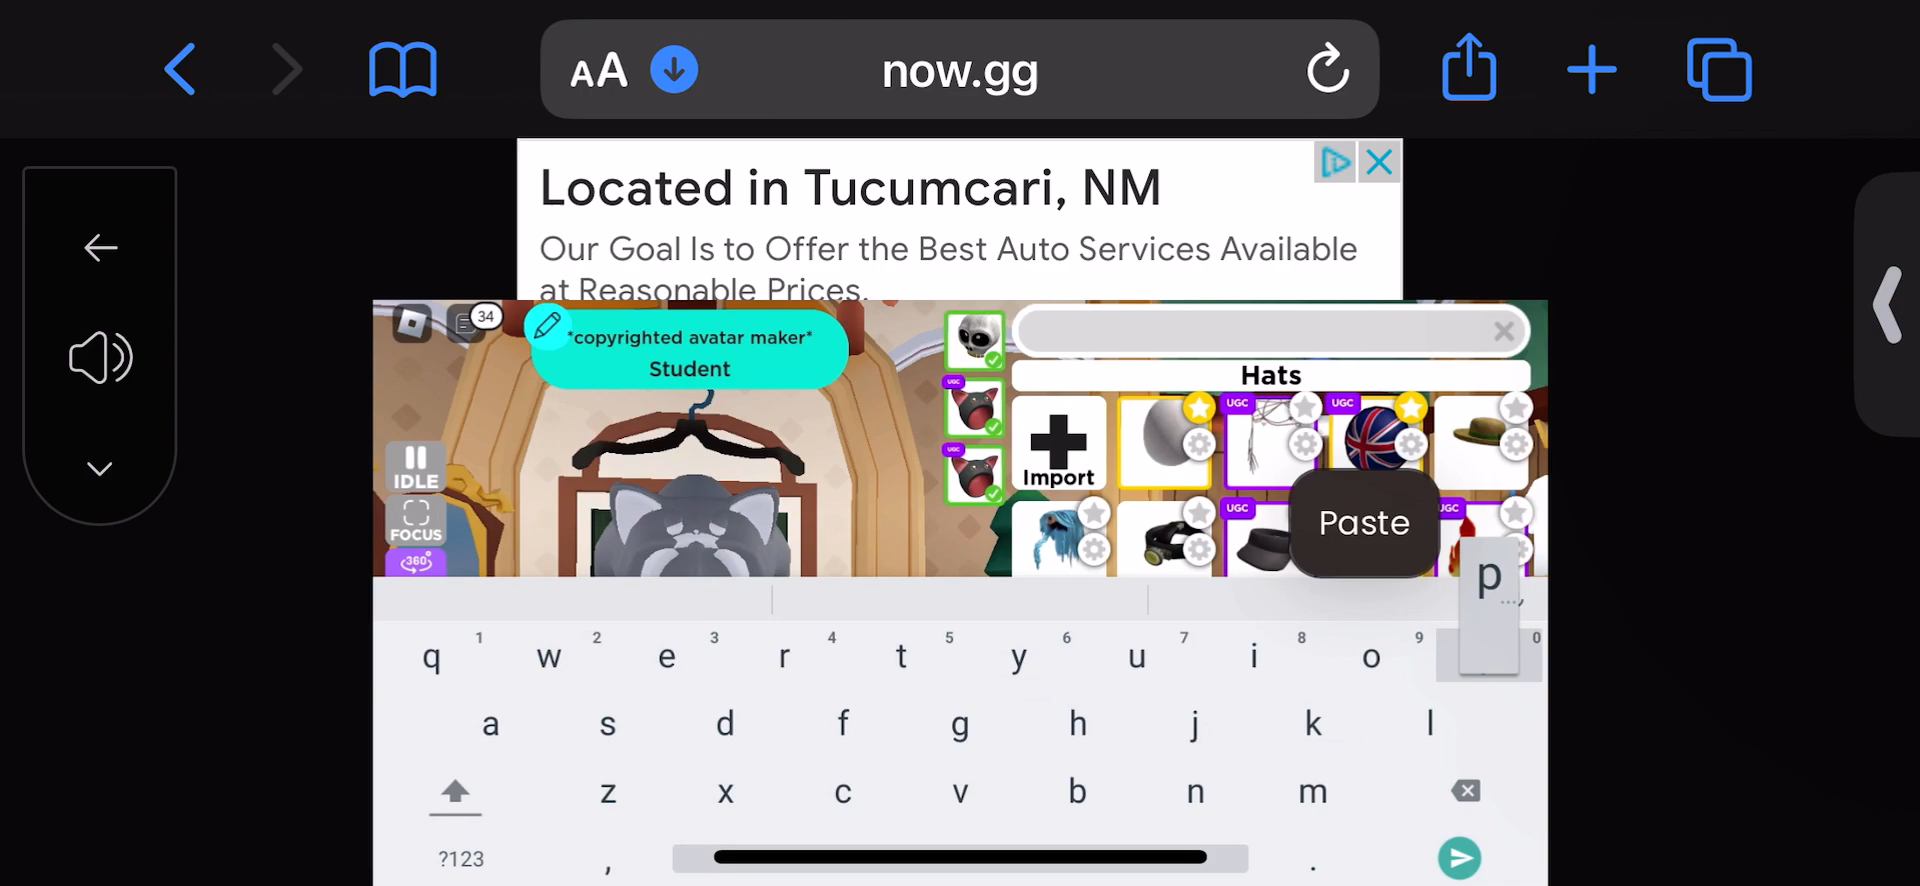 AA
now.gg
Located in Tucumcari, NM
Our Goal Is to Offer the Best Auto Services Available
at Reasonable Prices.
34
*copyrighted avatar maker*
Student
Hats
UGC
UGC
UGC
UGC
IDLE
Import
FOCUS
UGC
Paste
UGC
360°
p
...,
1 2 3 4 5 6 7 8 9 0
q w e r t y u i o
a s d f g h j k l
z x c v b n m
?123 , .